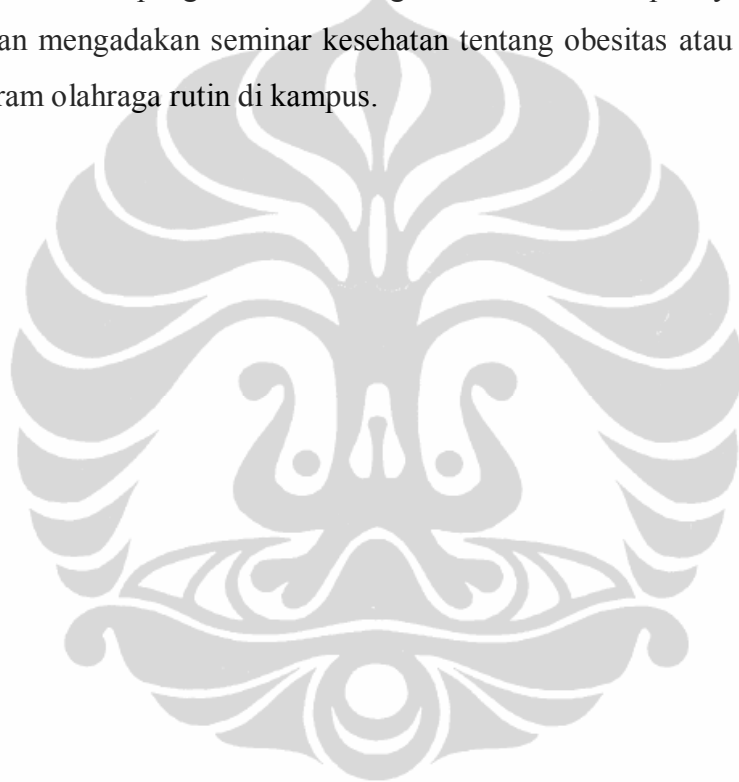 an mengadakan seminar kesehatan tentang obesitas atau
ram olahraga rutin di kampus.